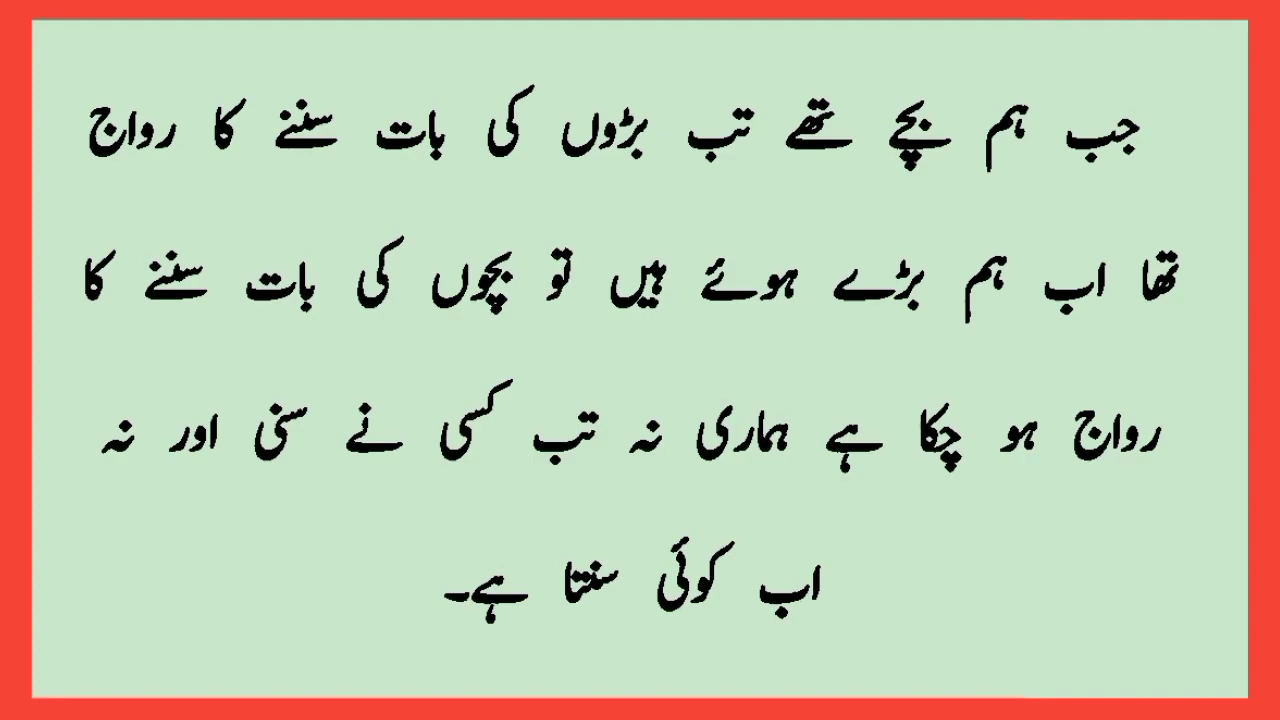 جب ہم بچے تھے تب بڑوں کی بات سننے کا رواج
تھا اب ہم بڑے ہوئے ہیں تو بچوں کی بات سننے کا
رواج ہو چکا ہے ہماری نہ تب کسی نے سنی اور نہ
اب کوئی سنتا ہے۔